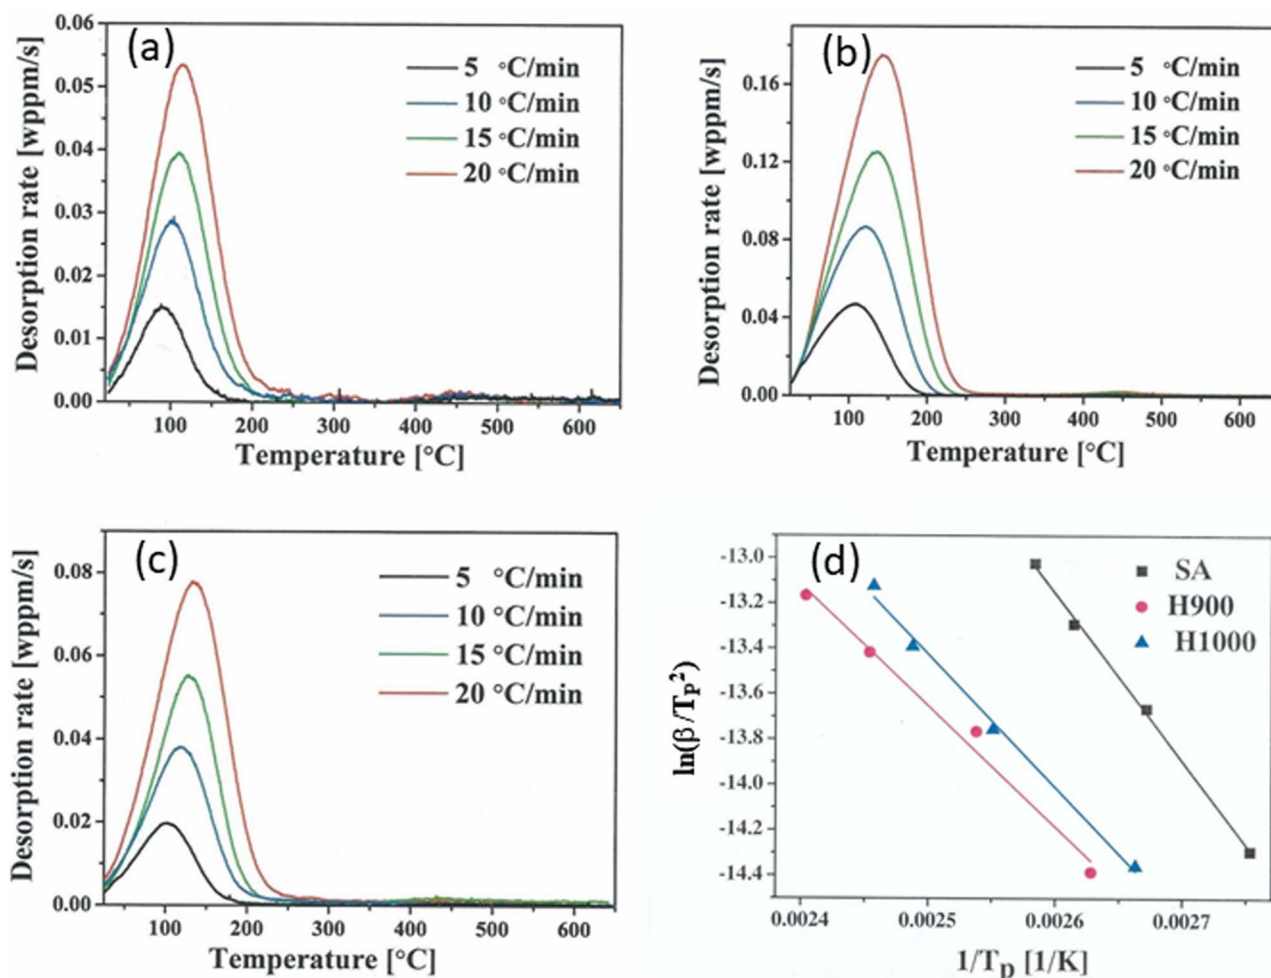 (a)
Desorption rate [wppm/s]
0.06
0.05
0.04
0.03
0.02
0.01
0.00
5 °C/min
10 °C/min
15 °C/min
20 °C/min
100 200 300 400 500 600
Temperature [°C]
(b)
Desorption rate [wppm/s]
0.16
0.12
0.08
0.04
0.00
5 °C/min
10 °C/min
15 °C/min
20 °C/min
100 200 300 400 500 600
Temperature [°C]
(c)
Desorption rate [wppm/s]
0.08
0.06
0.04
0.02
0.00
5 °C/min
10 °C/min
15 °C/min
20 °C/min
100 200 300 400 500 600
Temperature [°C]
(d)
ln(β/Tp²)
-13.0
-13.2
-13.4
-13.6
-13.8
-14.0
-14.2
-14.4
SA
H900
H1000
0.0024 0.0025 0.0026 0.0027
1/Tp [1/K]